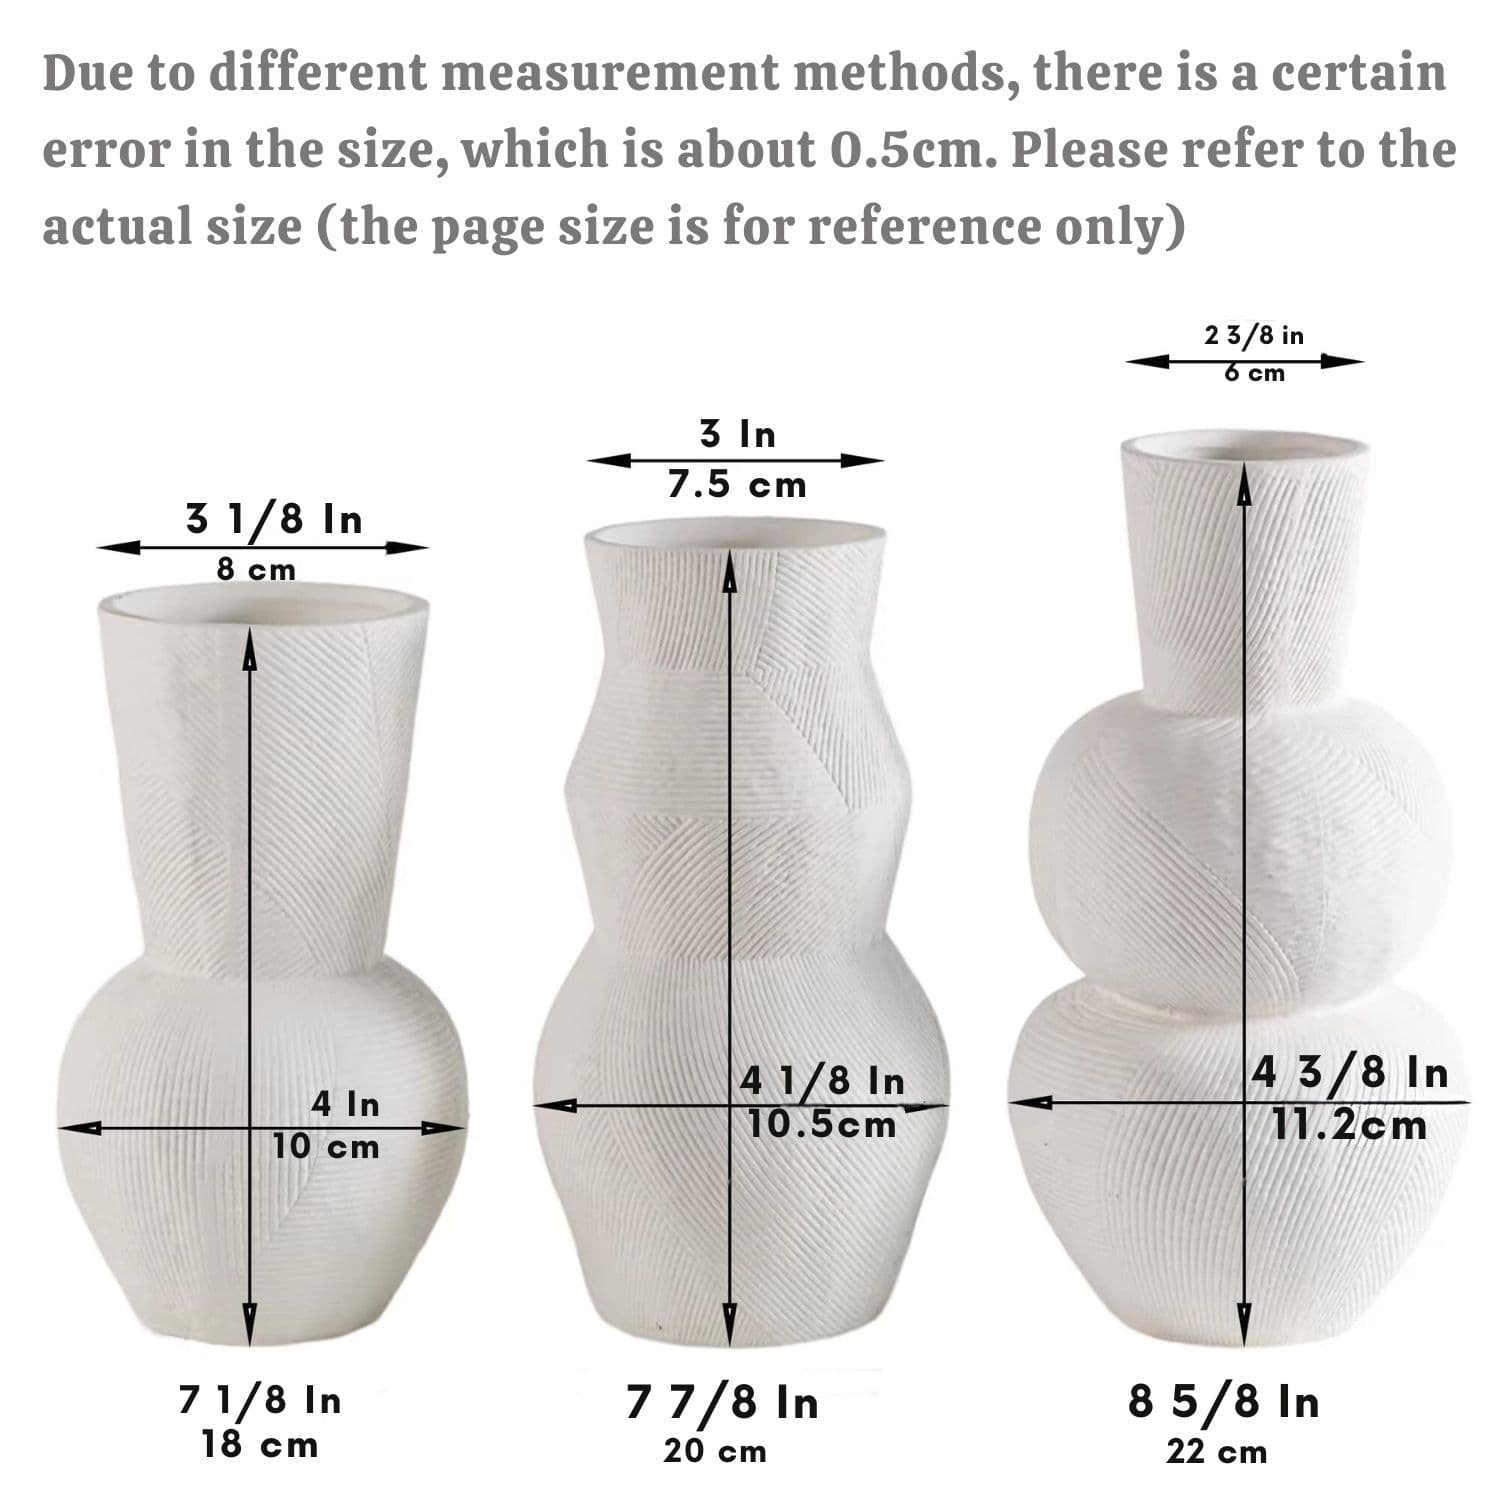 Due to different measurement methods, there is a certain
error in the size, which is about 0.5cm. Please refer to the
actual size (the page size is for reference only)
3 1/8 In
8 cm
4 In
10 cm
7 1/8 In
18 cm
3 In
7.5 cm
4 1/8 In
10.5cm
7 7/8 In
20 cm
2 3/8 in
6 cm
4 3/8 In
11.2cm
8 5/8 In
22 cm